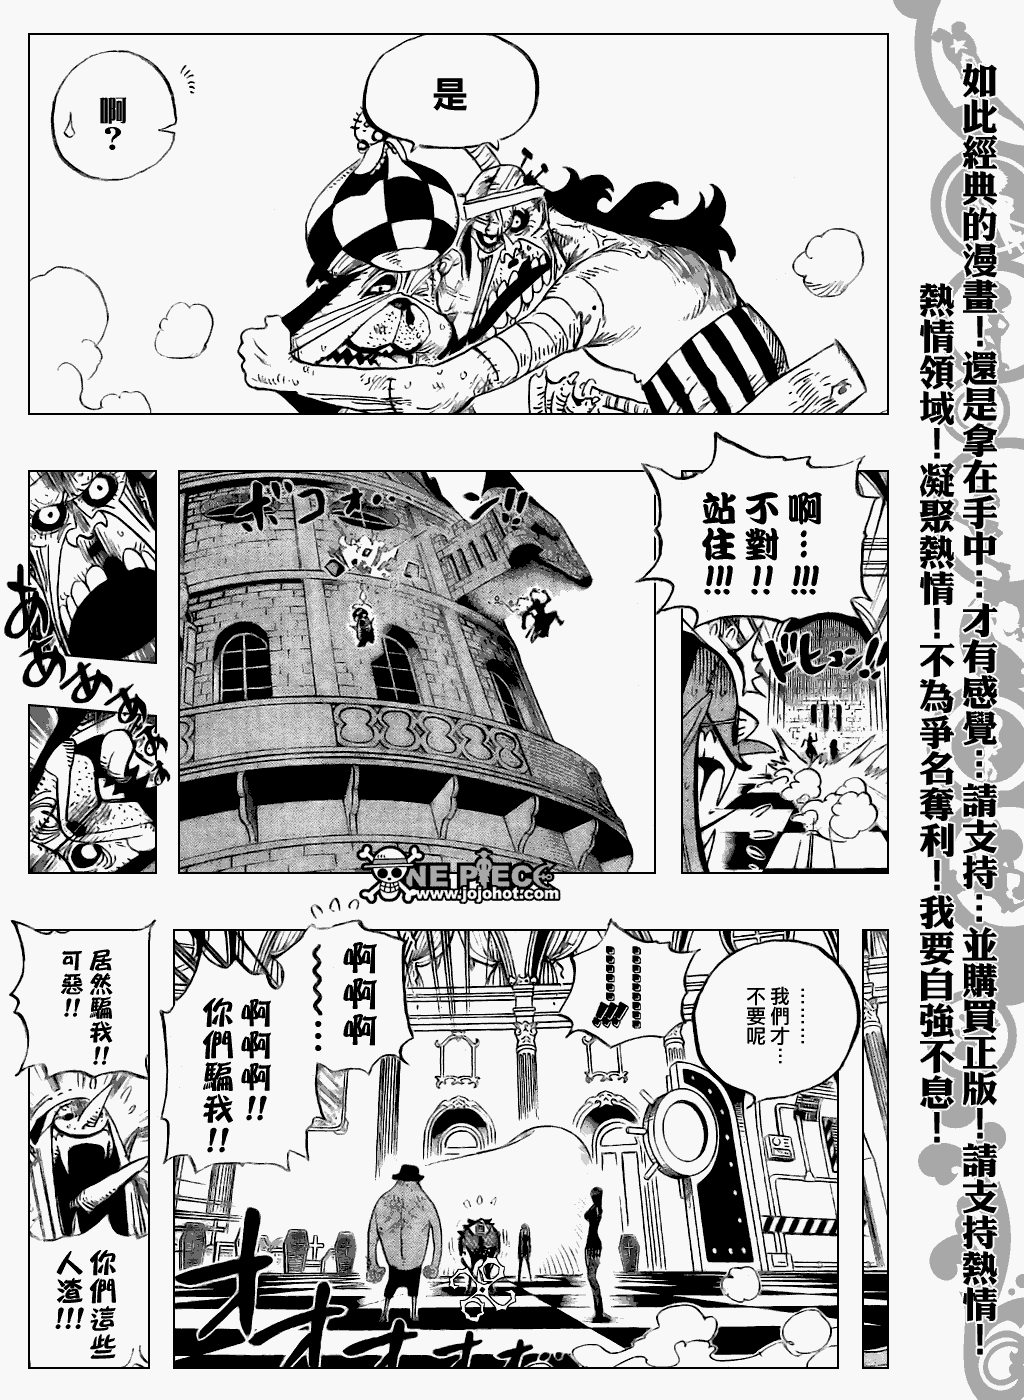 如此經典的漫畫！還是拿在手中…才有感覺…請支持…並購買正版！請支持熱情！
熱情領域！凝聚熱情！不為爭名奪利！我要自強不息！
是
啊？
啊…!!!
不對!!
站住!!!
ドヒュン!!
ボコォ
ン!!
あぁ
ああああ
ONE PIECE
www.jojohot.com
………
我們才…
不要呢
………!!!
啊啊啊
～～…
啊啊啊!!
你們騙我!!
オオオオオ
居然騙我!!
可惡!!
你們這些
人渣!!!